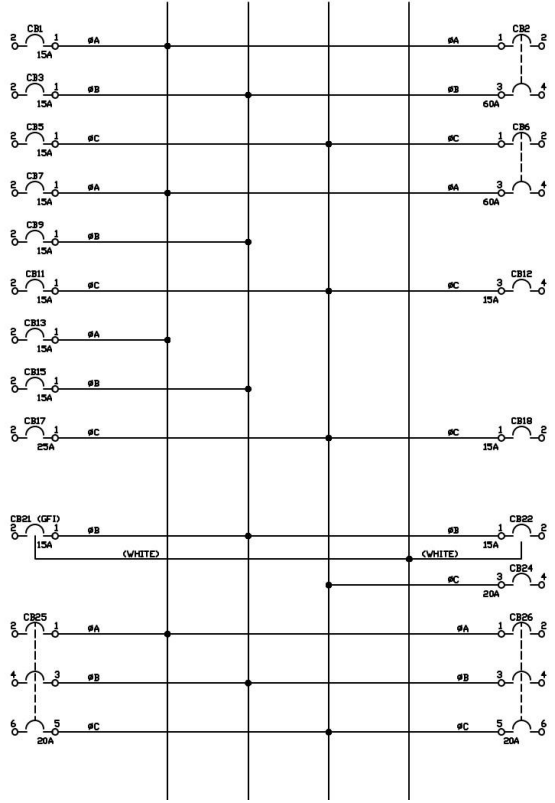 CB1 CB2
2 1 ØA ØA 1 2
15A
CB3
2 1 ØB ØB 3 4
15A 60A
CB5 CB6
2 1 ØC ØC 1 2
15A
CB7
2 1 ØA ØA 3 4
15A 60A
CB9
2 1 ØB
15A
CB11 CB12
2 1 ØC ØC 3 4
15A 15A
CB13
2 1 ØA
15A
CB15
2 1 ØB
15A
CB17 CB18
2 1 ØC ØC 1 2
25A 15A
CB21 (GFI) CB22
2 1 ØB ØB 1 2
15A 15A
(WHITE) (WHITE)
CB24
ØC 3 4
20A
CB25 CB26
2 1 ØA ØA 1 2
4 3 ØB ØB 3 4
6 5 ØC ØC 5 6
20A 20A